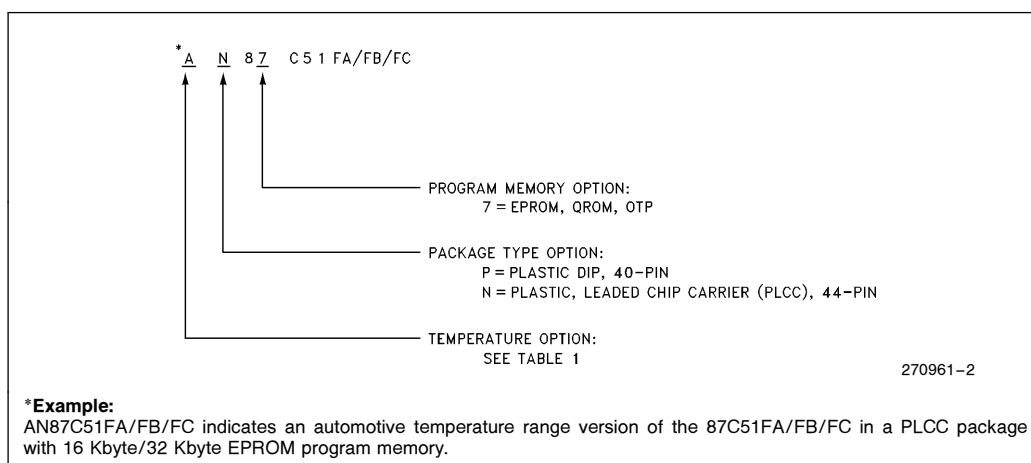 *A N 87 C51FA/FB/FC
PROGRAM MEMORY OPTION:
7 = EPROM, QROM, OTP
PACKAGE TYPE OPTION:
P = PLASTIC DIP, 40-PIN
N = PLASTIC, LEADED CHIP CARRIER (PLCC), 44-PIN
TEMPERATURE OPTION:
SEE TABLE 1
270961–2
*Example:
AN87C51FA/FB/FC indicates an automotive temperature range version of the 87C51FA/FB/FC in a PLCC package
with 16 Kbyte/32 Kbyte EPROM program memory.